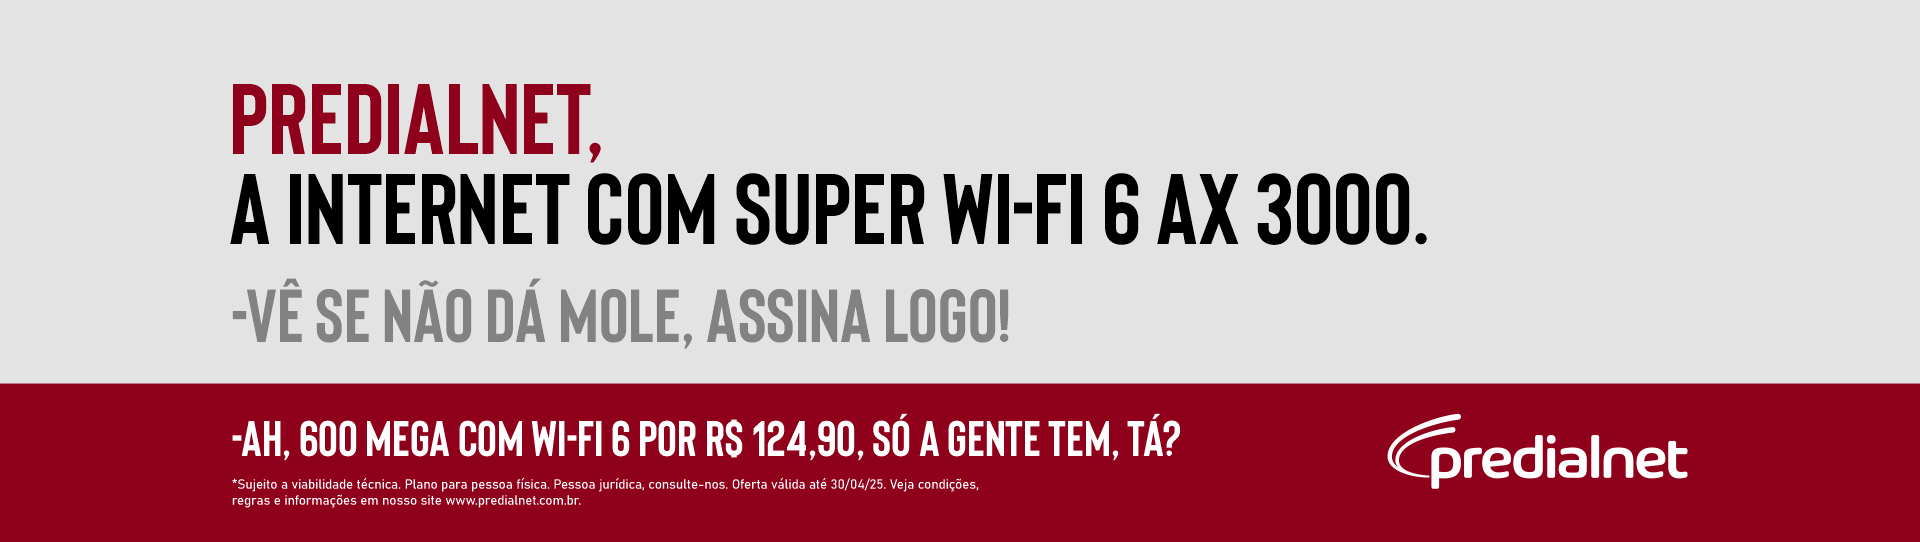 PREDIALNET,
A INTERNET COM SUPER WI-FI 6 AX 3000.
-VÊ SE NÃO DÁ MOLE, ASSINA LOGO!
-AH, 600 MEGA COM WI-FI 6 POR R$ 124,90, SÓ A GENTE TEM, TÁ?
*Sujeito a viabilidade técnica. Plano para pessoa física. Pessoa jurídica, consulte-nos. Oferta válida até 30/04/25. Veja condições,
regras e informações em nosso site www.predialnet.com.br.
predialnet